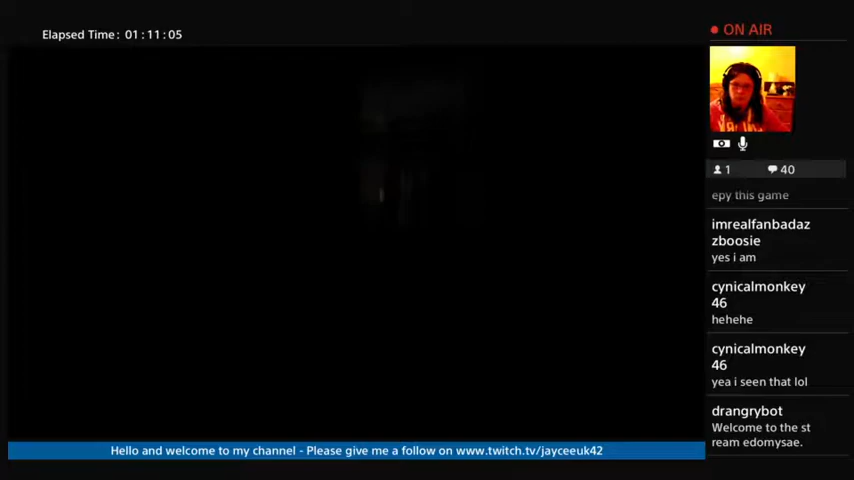 Elapsed Time: 01:11:05
ON AIR
1 40
epy this game
imrealfanbadaz
zboosie
yes i am
cynicalmonkey
46
hehehe
cynicalmonkey
46
yea i seen that lol
drangrybot
Welcome to the st
ream edomysae.
Hello and welcome to my channel - Please give me a follow on www.twitch.tv/jayceeuk42